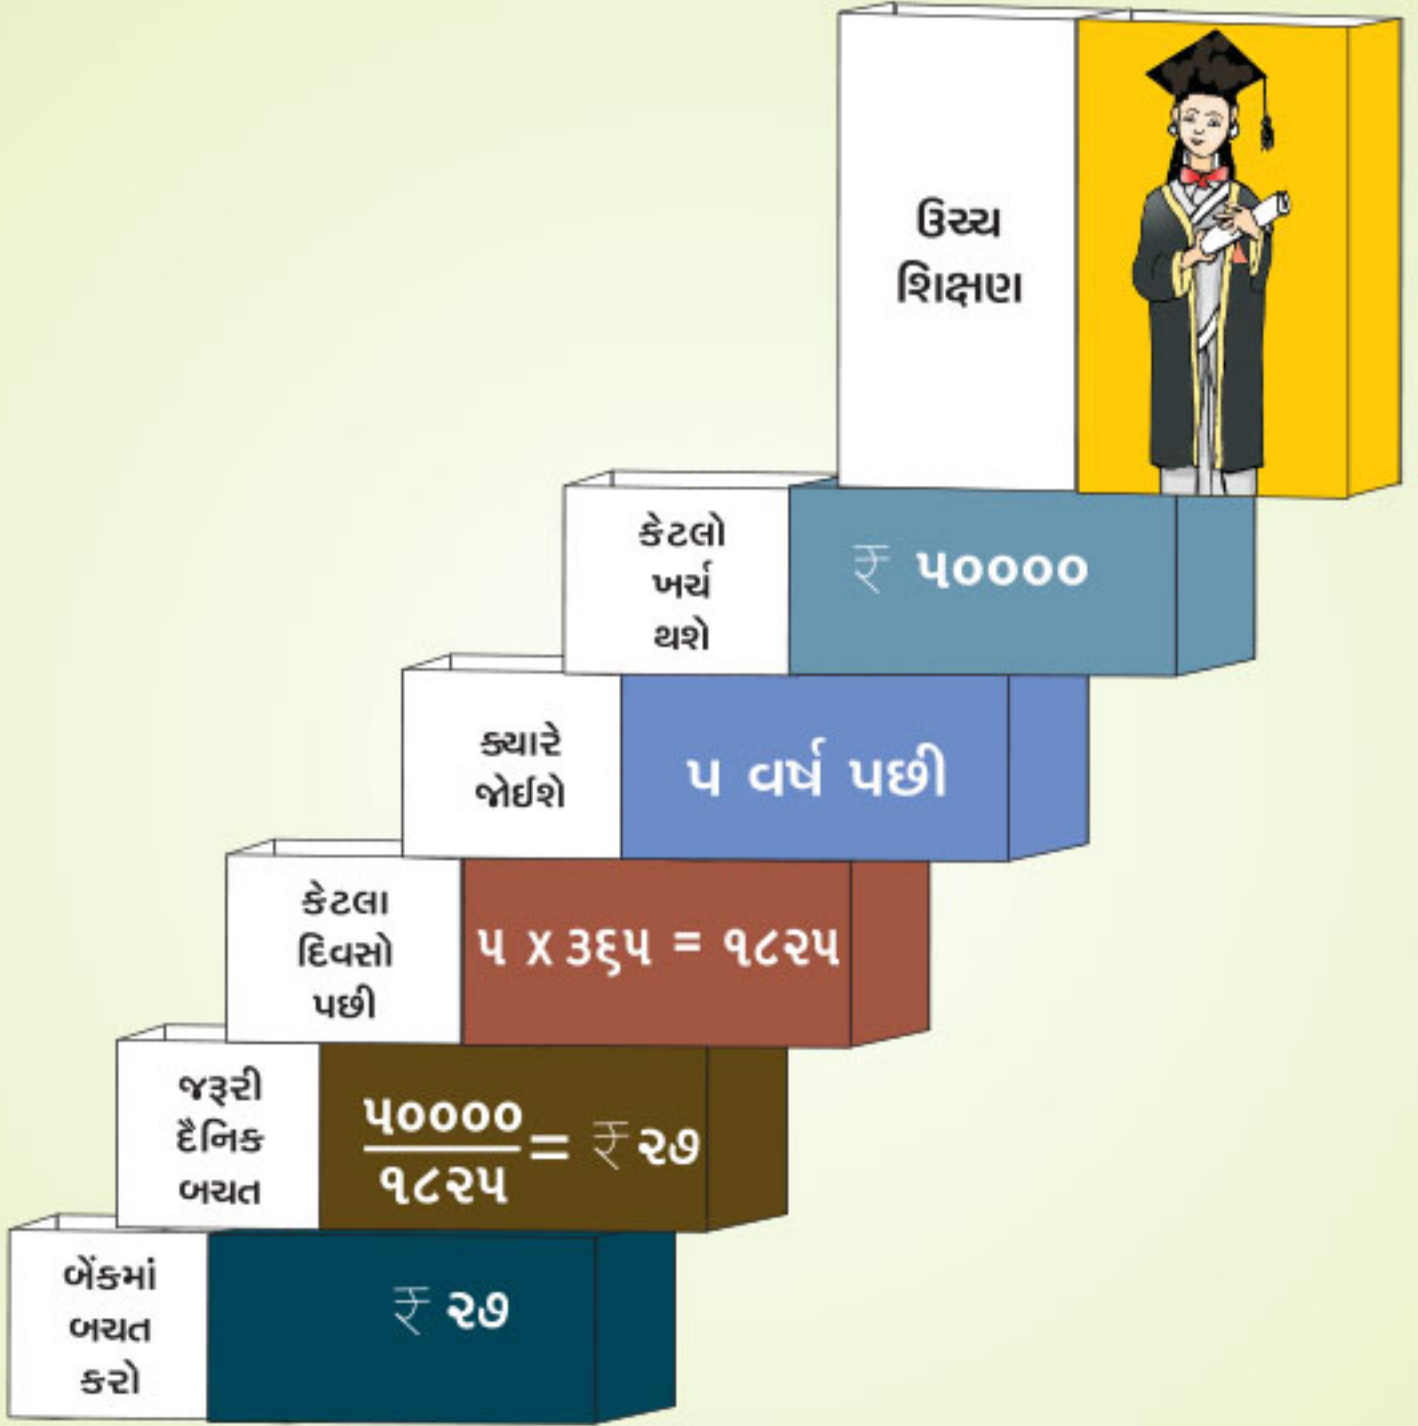 ઉચ્ચ
શિક્ષણ
કેટલો
ખર્ચ
થશે
₹ ૫૦૦૦૦
ક્યારે
જોઈશે
૫ વર્ષ પછી
કેટલા
દિવસો
પછી
૫ x ૩૬૫ = ૧૮૨૫
જરૂરી
દૈનિક
બચત
૫૦૦૦૦
૧૮૨૫
= ₹ ૨૭
બેંકમાં
બચત
કરો
₹ ૨૭